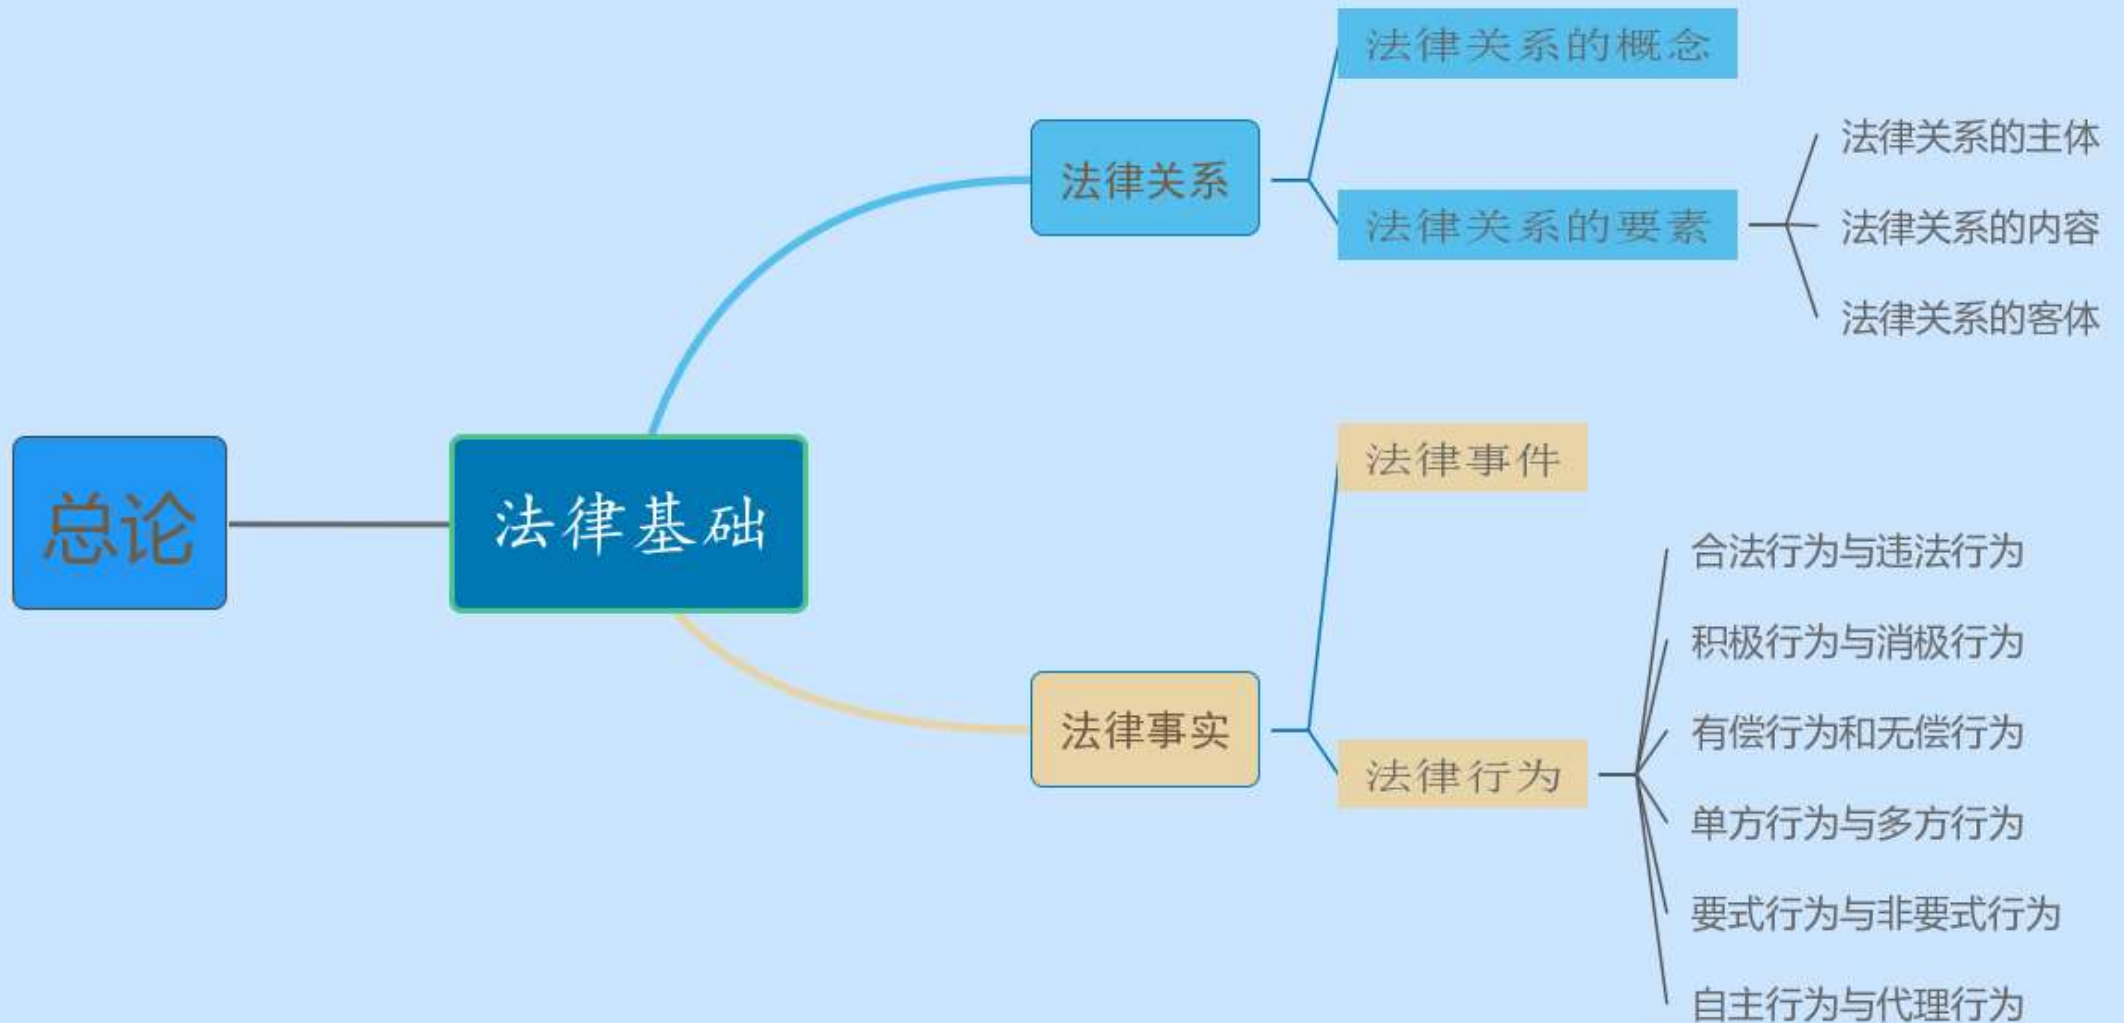 总论
法律基础
法律关系
法律关系的概念
法律关系的要素
法律关系的主体
法律关系的内容
法律关系的客体
法律事实
法律事件
法律行为
合法行为与违法行为
积极行为与消极行为
有偿行为和无偿行为
单方行为与多方行为
要式行为与非要式行为
自主行为与代理行为